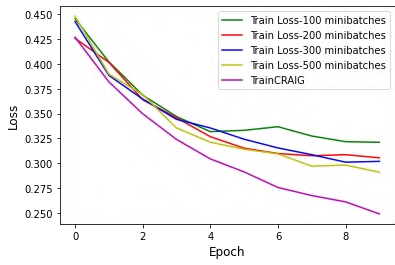 0.450
0.425
0.400
0.375
0.350
0.325
0.300
0.275
0.250
Loss
Train Loss-100 minibatches
Train Loss-200 minibatches
Train Loss-300 minibatches
Train Loss-500 minibatches
TrainCRAIG
0 2 4 6 8
Epoch